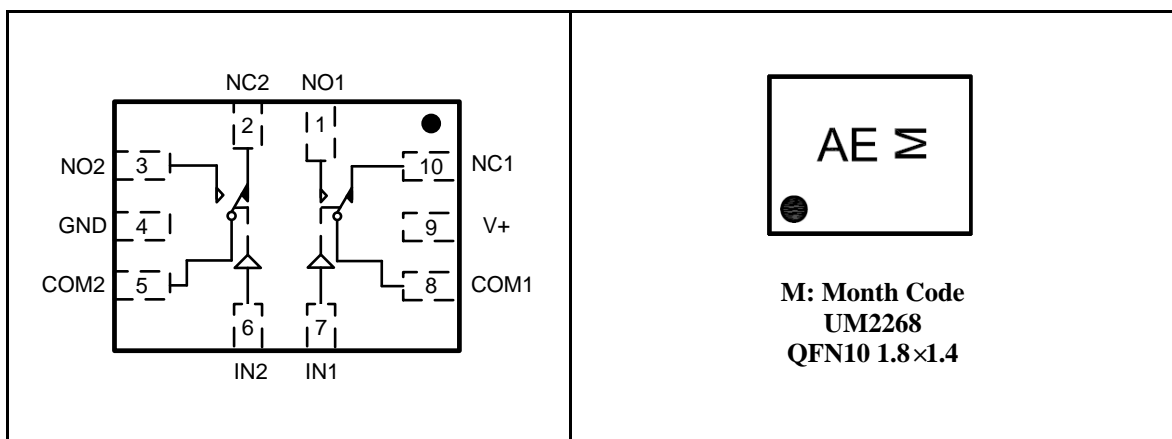 NC2 NO1
2 1
NO2 3 10 NC1
GND 4 9 V+
COM2 5 8 COM1
6 7
IN2 IN1
AE M
M: Month Code
UM2268
QFN10 1.8×1.4